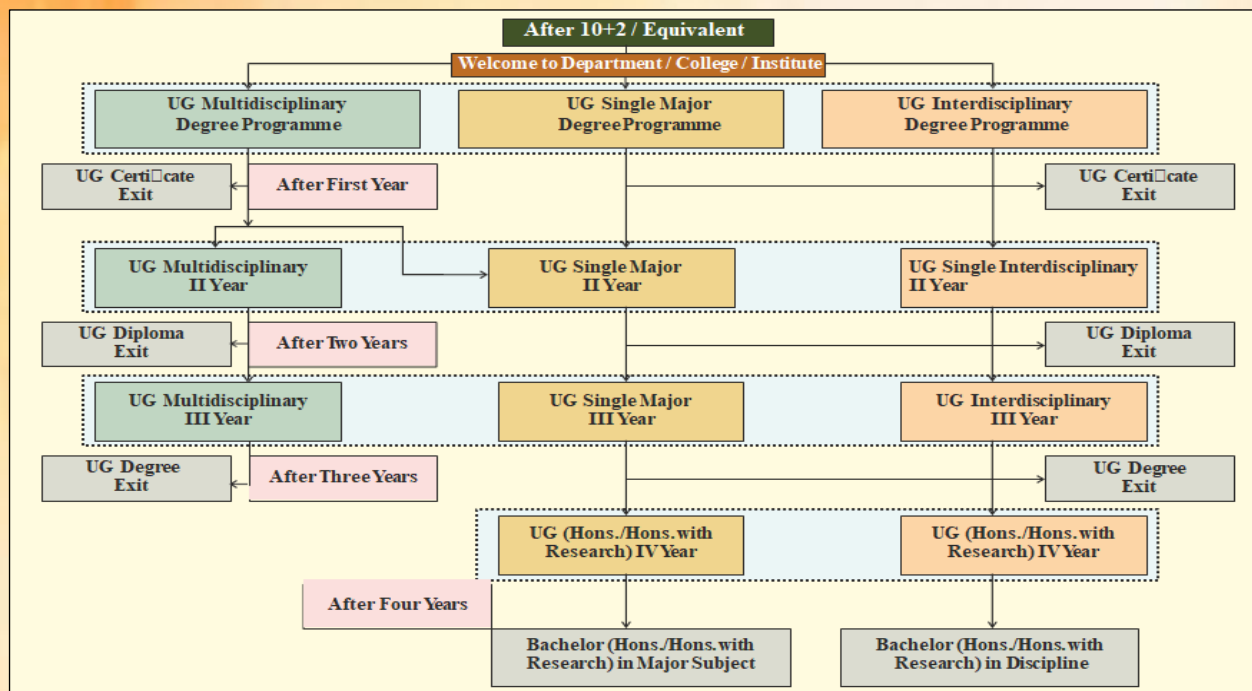 After 10+2 / Equivalent
Welcome to Department / College / Institute
UG Multidisciplinary
Degree Programme
UG Single Major
Degree Programme
UG Interdisciplinary
Degree Programme
UG Certi□cate
Exit
After First Year
UG Certi□cate
Exit
UG Multidisciplinary
II Year
UG Single Major
II Year
UG Single Interdisciplinary
II Year
UG Diploma
Exit
After Two Years
UG Diploma
Exit
UG Multidisciplinary
III Year
UG Single Major
III Year
UG Interdisciplinary
III Year
UG Degree
Exit
After Three Years
UG Degree
Exit
UG (Hons./Hons. with
Research) IV Year
UG (Hons./Hons. with
Research) IV Year
After Four Years
Bachelor (Hons./Hons. with
Research) in Major Subject
Bachelor (Hons./Hons. with
Research) in Discipline